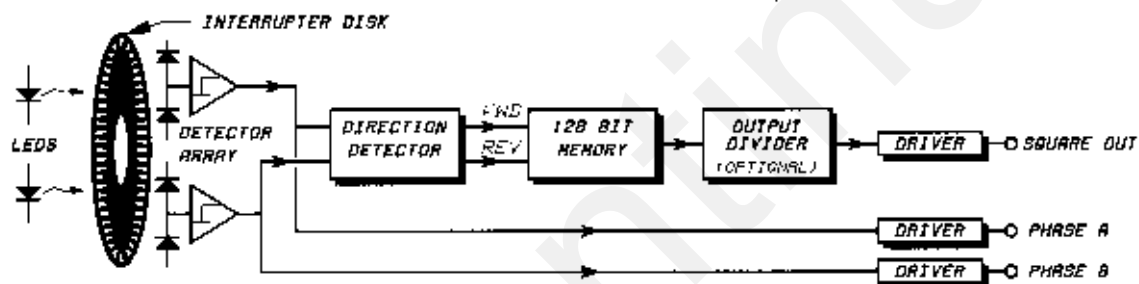 INTERRUPTER DISK
LEDS
DETECTOR
ARRAY
DIRECTION
DETECTOR
FWD
REV
128 BIT
MEMORY
OUTPUT
DIVIDER
(OPTIONAL)
DRIVER
SQUARE OUT
DRIVER
PHASE A
DRIVER
PHASE B